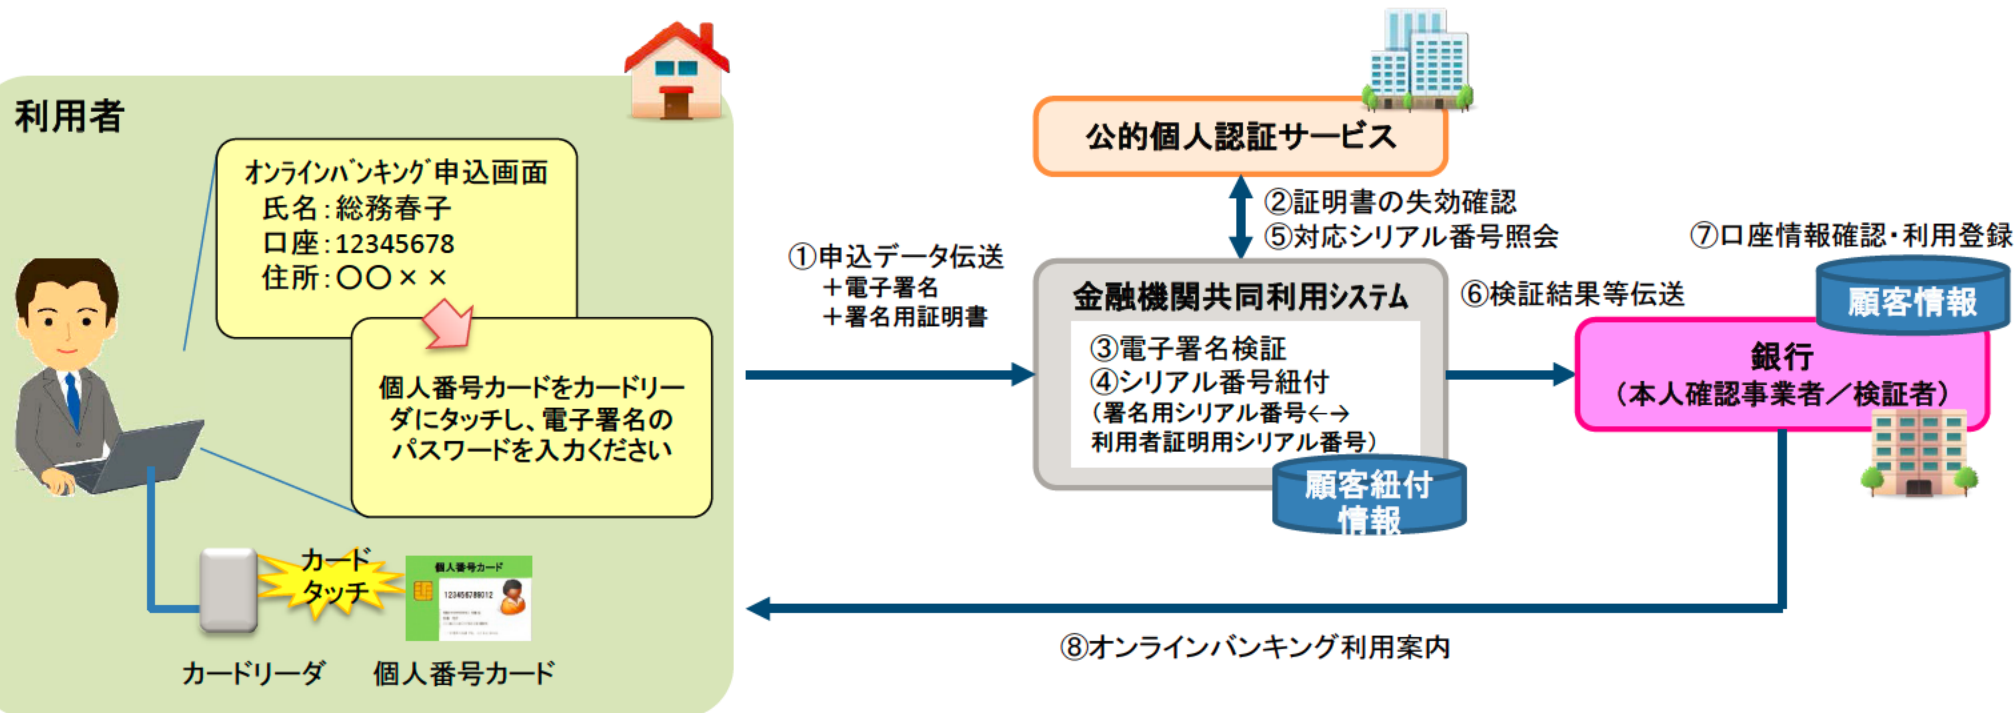 利用者
オンラインバンキング申込画面
氏名:総務春子
口座:12345678
住所:〇〇××
個人番号カードをカードリー
ダにタッチし、電子署名の
パスワードを入力ください
カード
タッチ
個人番号カード
123456789012
カードリーダ
個人番号カード
①申込データ伝送
+電子署名
+署名用証明書
公的個人認証サービス
②証明書の失効確認
⑤対応シリアル番号照会
金融機関共同利用システム
③電子署名検証
④シリアル番号紐付
(署名用シリアル番号←→
利用者証明用シリアル番号)
顧客紐付
情報
⑥検証結果等伝送
⑦口座情報確認・利用登録
顧客情報
銀行
(本人確認事業者/検証者)
⑧オンラインバンキング利用案内